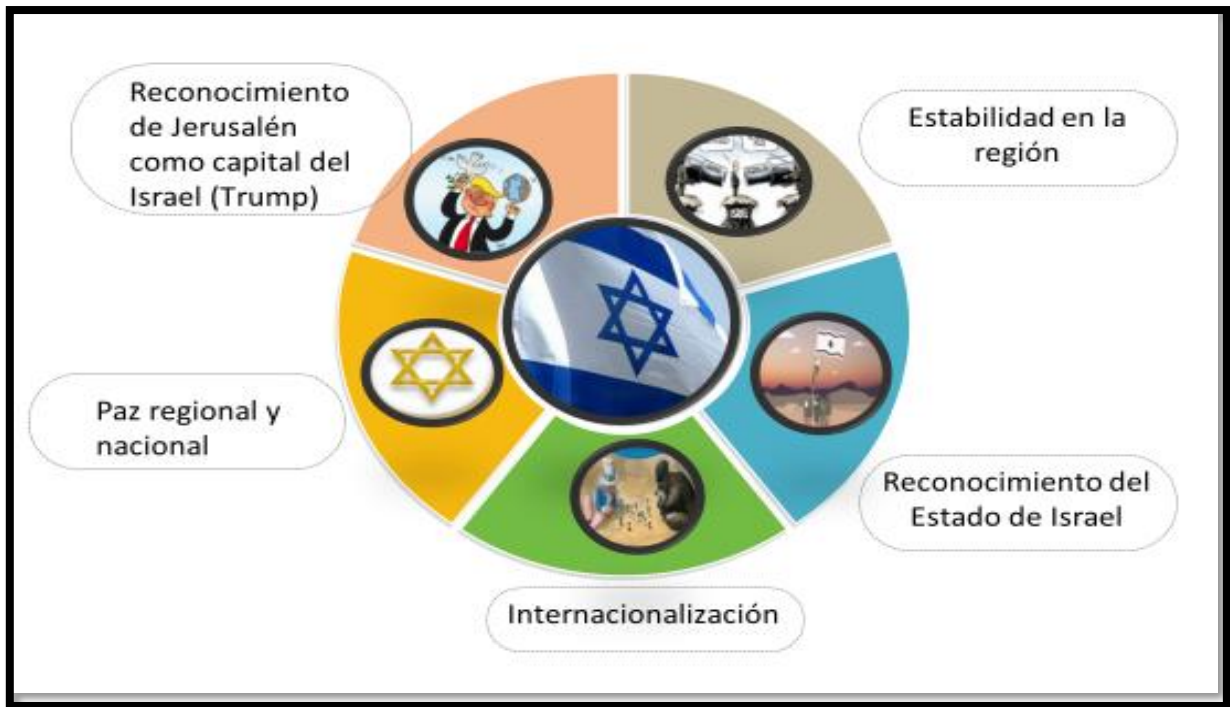 Reconocimiento
de Jerusalén
como capital del
Israel (Trump)
Estabilidad en la
región
Paz regional y
nacional
Reconocimiento del
Estado de Israel
Internacionalización